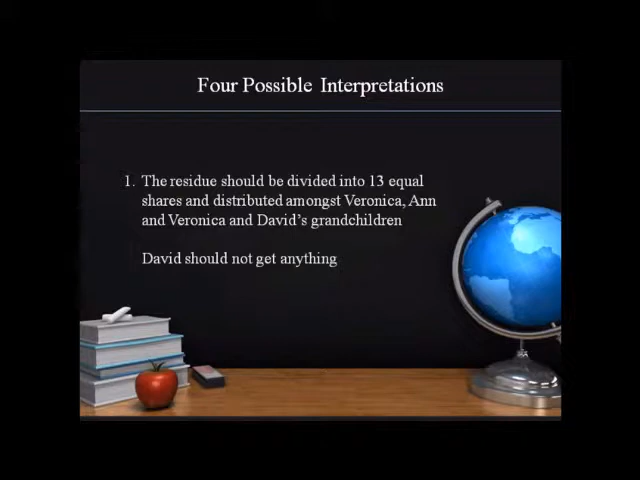 Four Possible Interpretations
1. The residue should be divided into 13 equal
shares and distributed amongst Veronica, Ann
and Veronica and David's grandchildren
David should not get anything